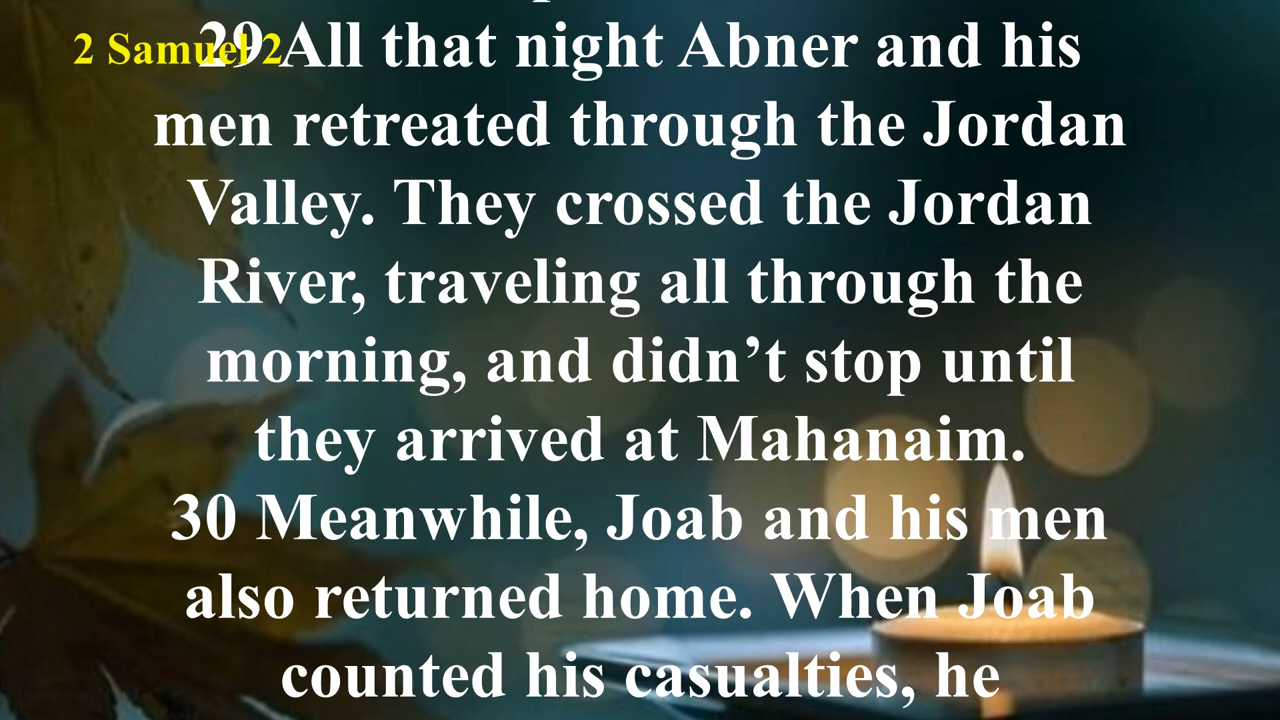 2 Samuel 2
29 All that night Abner and his
men retreated through the Jordan
Valley. They crossed the Jordan
River, traveling all through the
morning, and didn’t stop until
they arrived at Mahanaim.
30 Meanwhile, Joab and his men
also returned home. When Joab
counted his casualties, he